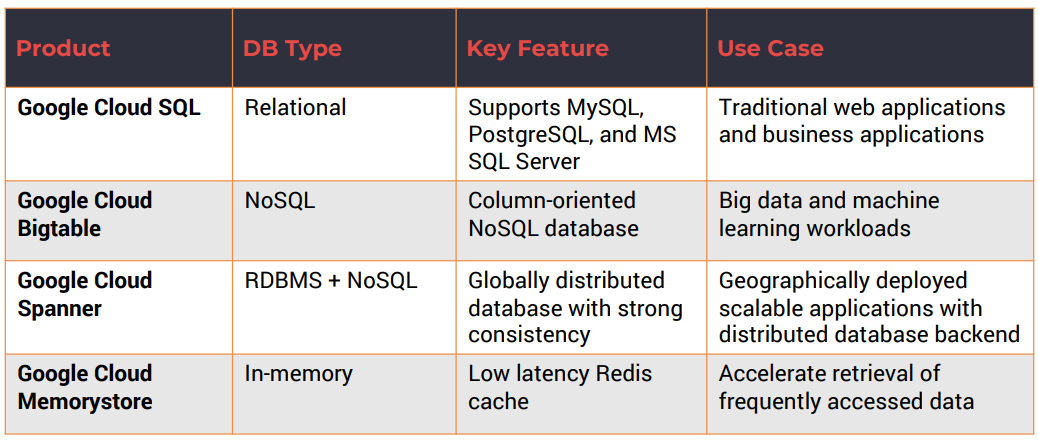 Product
DB Type
Key Feature
Use Case
Google Cloud SQL
Relational
Supports MySQL,
PostgreSQL, and MS
SQL Server
Traditional web applications
and business applications
Google Cloud
Bigtable
NoSQL
Column-oriented
NoSQL database
Big data and machine
learning workloads
Google Cloud
Spanner
RDBMS + NoSQL
Globally distributed
database with strong
consistency
Geographically deployed
scalable applications with
distributed database backend
Google Cloud
Memorystore
In-memory
Low latency Redis
cache
Accelerate retrieval of
frequently accessed data